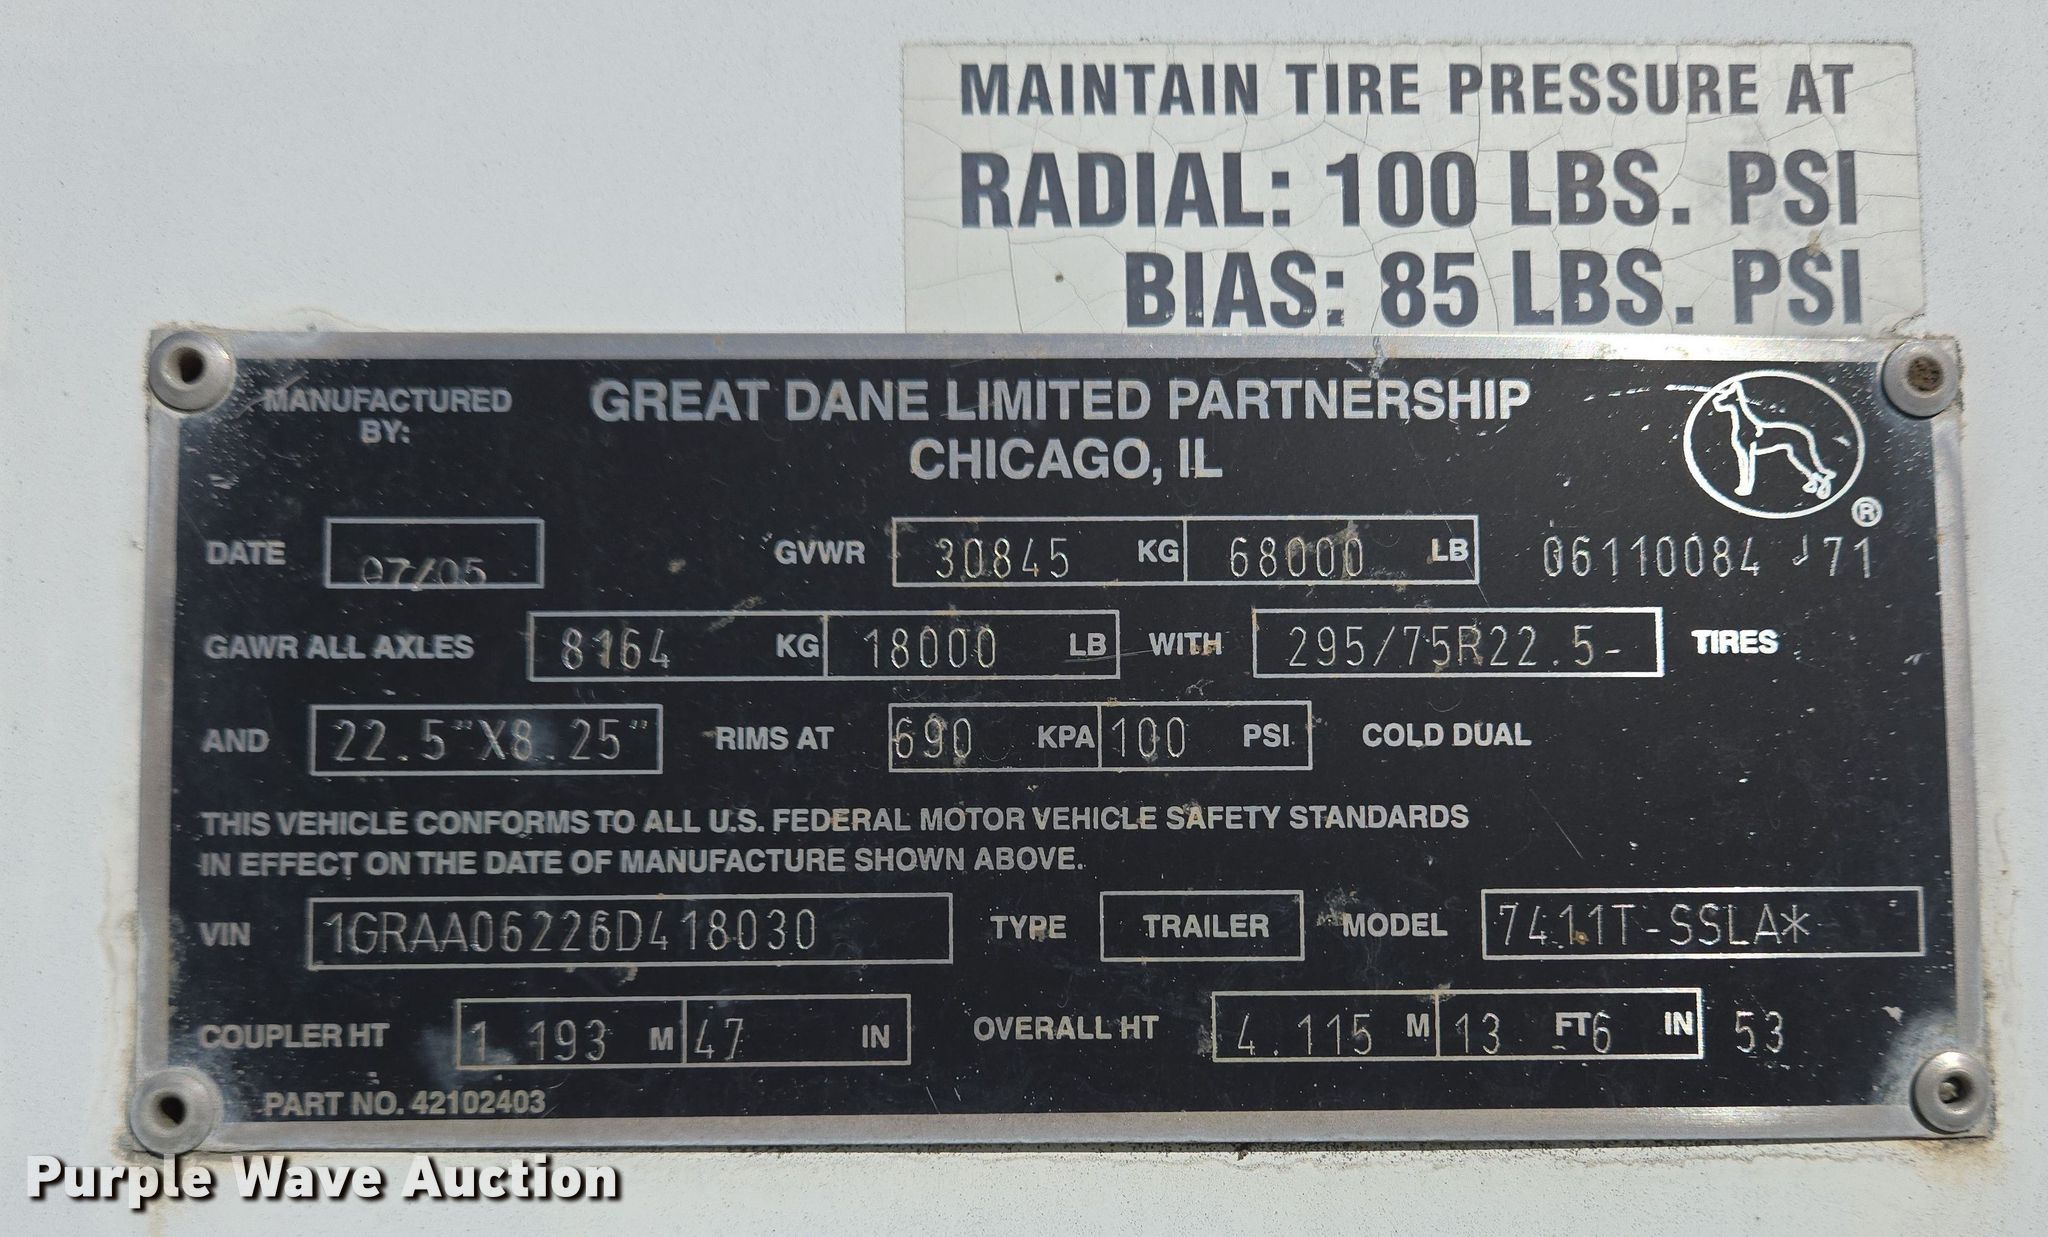 MAINTAIN TIRE PRESSURE AT
RADIAL: 100 LBS. PSI
BIAS: 85 LBS. PSI
MANUFACTURED BY: GREAT DANE LIMITED PARTNERSHIP
CHICAGO, IL
®
DATE 07/05 GVWR 30845 KG 68000 LB 06110084 J71
GAWR ALL AXLES 8164 KG 18000 LB WITH 295/75R22.5- TIRES
AND 22.5"X8.25" RIMS AT 690 KPA 100 PSI COLD DUAL
THIS VEHICLE CONFORMS TO ALL U.S. FEDERAL MOTOR VEHICLE SAFETY STANDARDS
IN EFFECT ON THE DATE OF MANUFACTURE SHOWN ABOVE.
VIN 1GRAA06226D418030 TYPE TRAILER MODEL 7411T-SSLA*
COUPLER HT 1.193 M 47 IN OVERALL HT 4.115 M 13 FT 6 IN 53
PART NO. 42102403
Purple Wave Auction